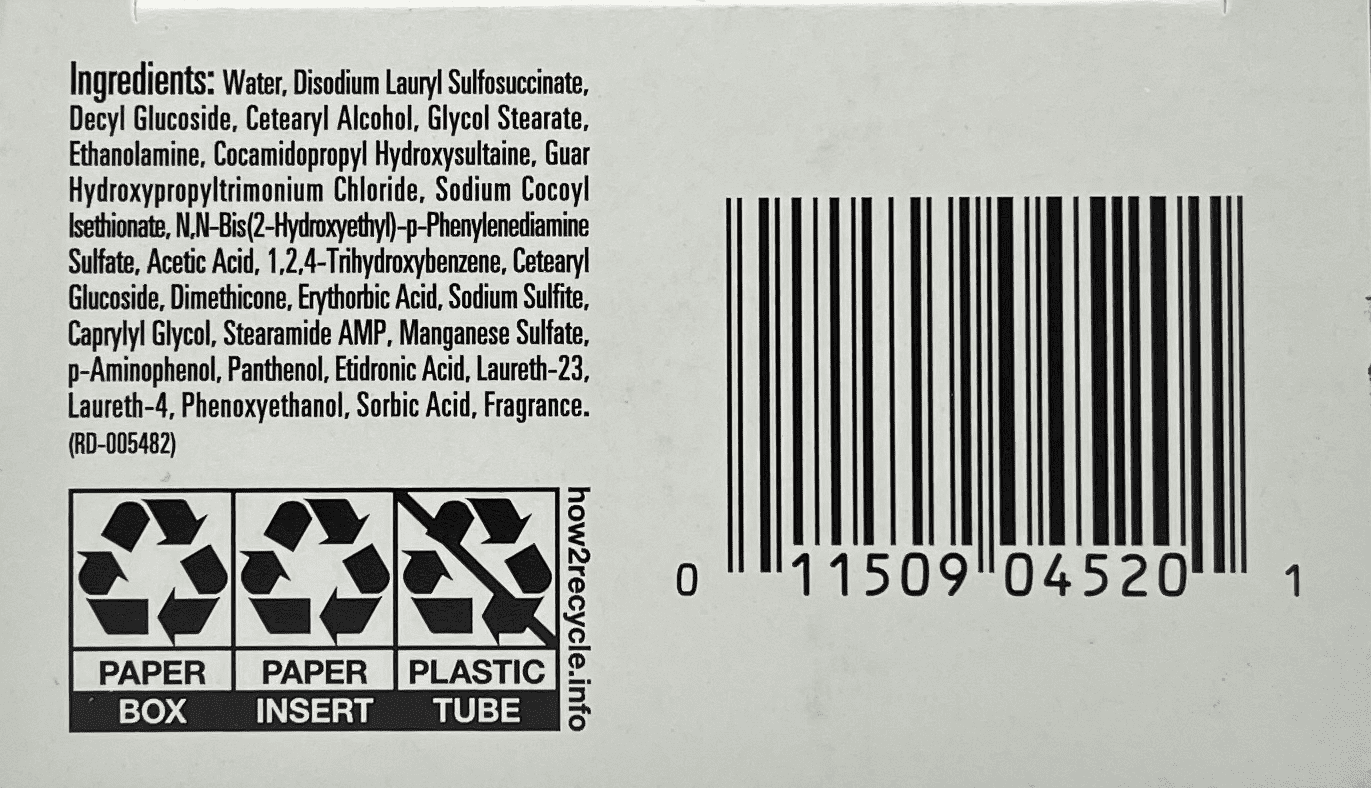 Ingredients: Water, Disodium Lauryl Sulfosuccinate,
Decyl Glucoside, Cetearyl Alcohol, Glycol Stearate,
Ethanolamine, Cocamidopropyl Hydroxysultaine, Guar
Hydroxypropyltrimonium Chloride, Sodium Cocoyl
Isethionate, N,N-Bis(2-Hydroxyethyl)-p-Phenylenediamine
Sulfate, Acetic Acid, 1,2,4-Trihydroxybenzene, Cetearyl
Glucoside, Dimethicone, Erythorbic Acid, Sodium Sulfite,
Caprylyl Glycol, Stearamide AMP, Manganese Sulfate,
p-Aminophenol, Panthenol, Etidronic Acid, Laureth-23,
Laureth-4, Phenoxyethanol, Sorbic Acid, Fragrance.
(RD-005482)
PAPER PAPER PLASTIC
BOX INSERT TUBE
how2recycle.info
0 11509 04520 1